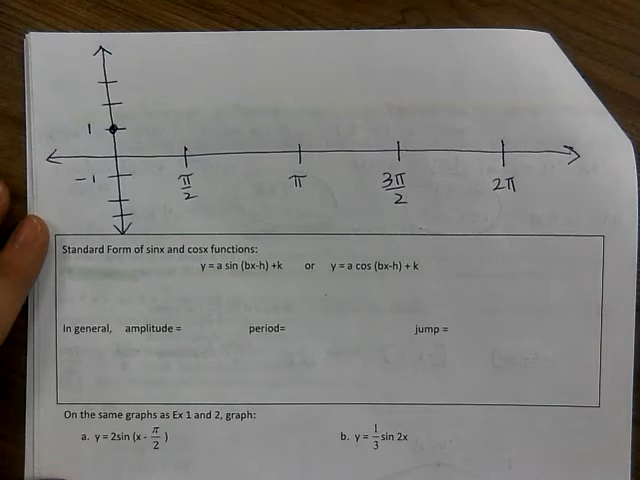 1
-1
π/2 π 3π/2 2π
Standard Form of sinx and cosx functions:
y = a sin (bx-h) +k or y = a cos (bx-h) + k
In general, amplitude = period= jump =
On the same graphs as Ex 1 and 2, graph:
a. y = 2sin (x - π/2 ) b. y = 1/3 sin 2x